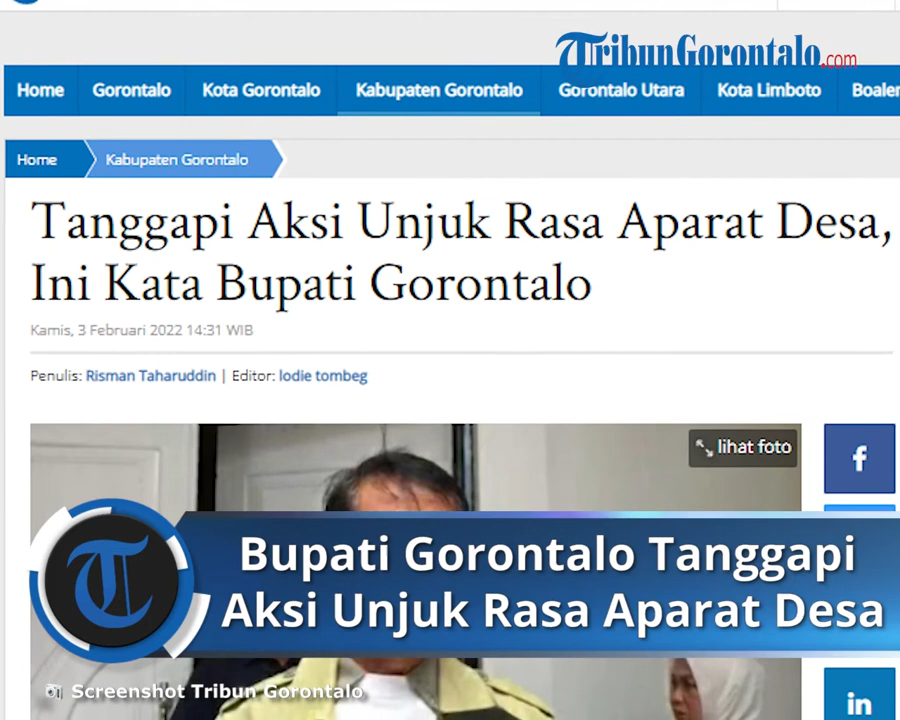 TribunGorontalo.com
Home Gorontalo Kota Gorontalo Kabupaten Gorontalo Gorontalo Utara Kota Limboto
Home Kabupaten Gorontalo
Tanggapi Aksi Unjuk Rasa Aparat Desa,
Ini Kata Bupati Gorontalo
Kamis, 3 Februari 2022 14:31 WIB
Penulis: Risman Taharuddin | Editor: lodie tombeg
lihat foto
f
Bupati Gorontalo Tanggapi
Aksi Unjuk Rasa Aparat Desa
T
in
Screenshot Tribun Gorontalo